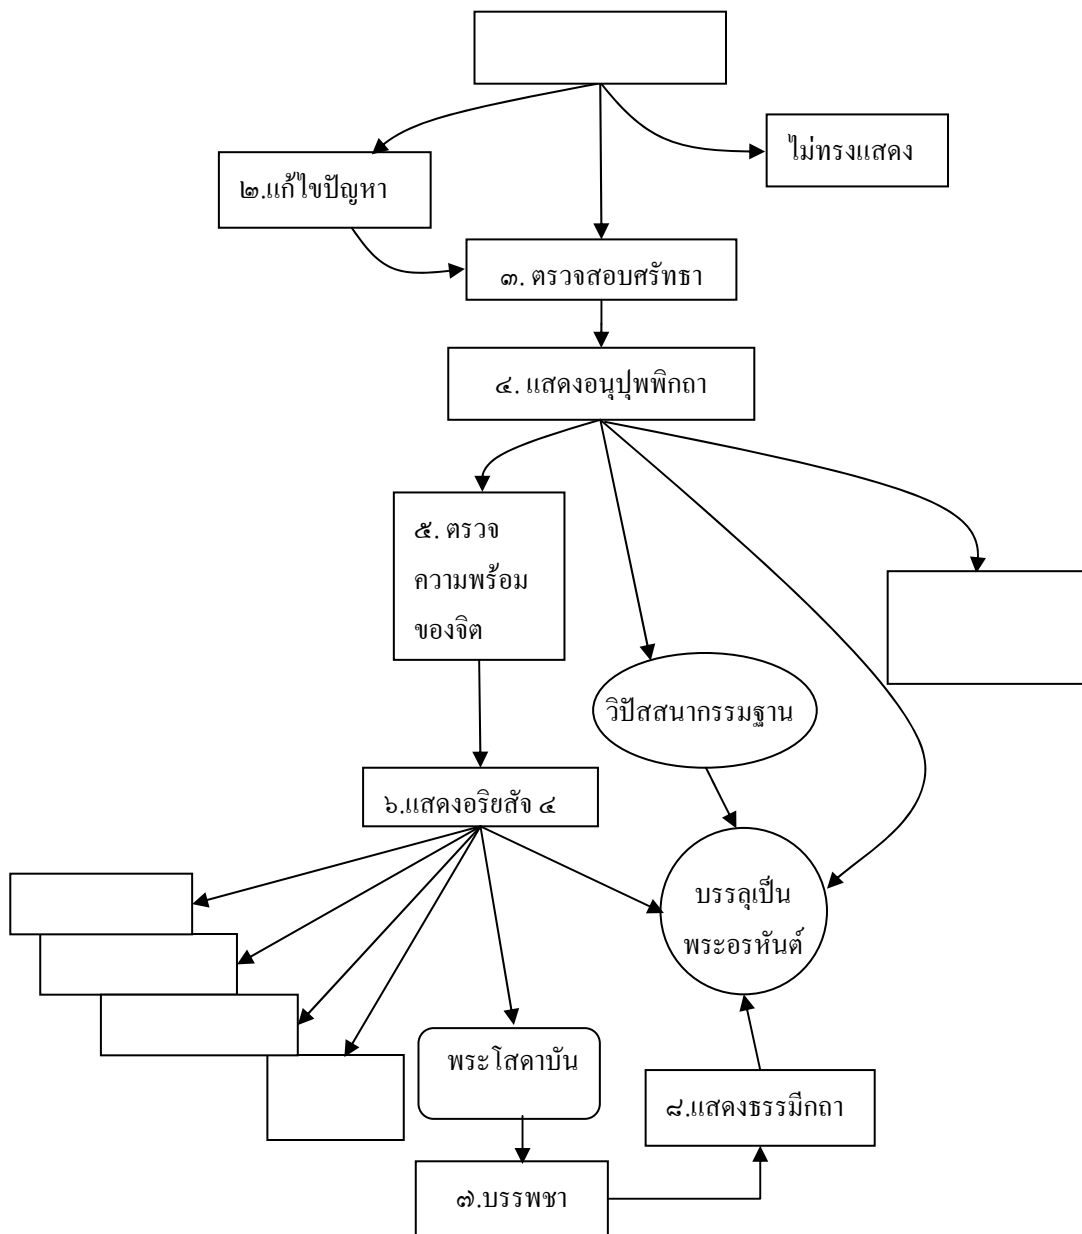 ไม่ทรงแสดง
๒.แก้ไขปัญหา
๓. ตรวจสอบศรัทธา
๔. แสดงอนุปุพพิกถา
๕. ตรวจ
ความพร้อม
ของจิต
วิปัสสนากรรมฐาน
๖.แสดงอริยสัจ ๔
บรรลุเป็น
พระอรหันต์
พระโสดาบัน
๘.แสดงธรรมีกถา
๗.บรรพชา